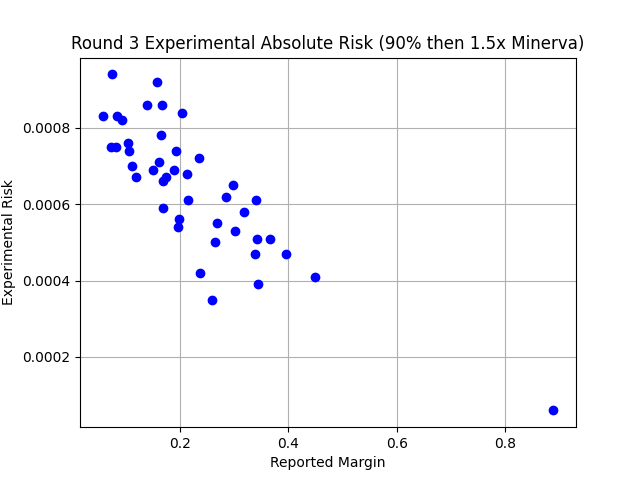 Round 3 Experimental Absolute Risk (90% then 1.5x Minerva)
0.0008
0.0006
0.0004
0.0002
Experimental Risk
0.2 0.4 0.6 0.8
Reported Margin